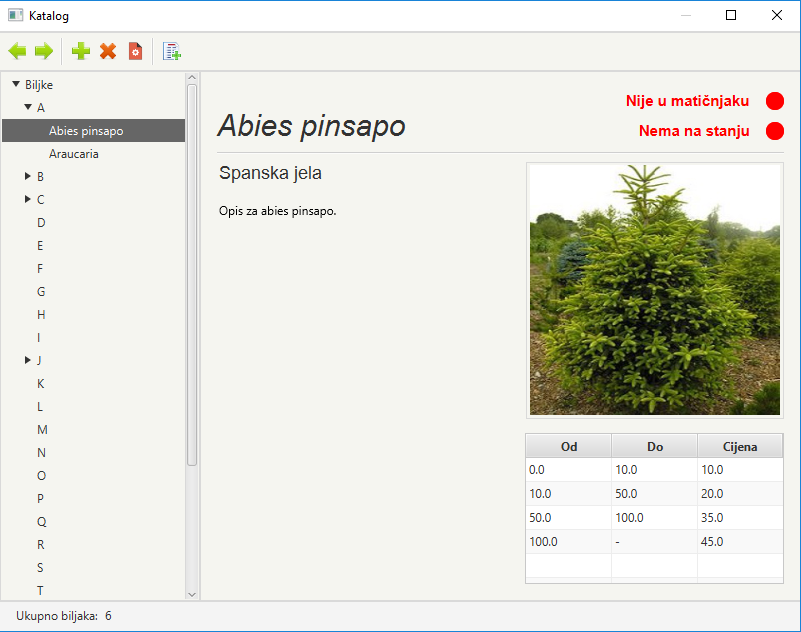 Katalog
Biljke
A
Abies pinsapo
Araucaria
B
C
D
E
F
G
H
I
J
K
L
M
N
O
P
Q
R
S
T
Nije u matičnjaku
Nema na stanju
Abies pinsapo
Spanska jela
Opis za abies pinsapo.
Od Do Cijena
0.0 10.0 10.0
10.0 50.0 20.0
50.0 100.0 35.0
100.0 - 45.0
Ukupno biljaka: 6